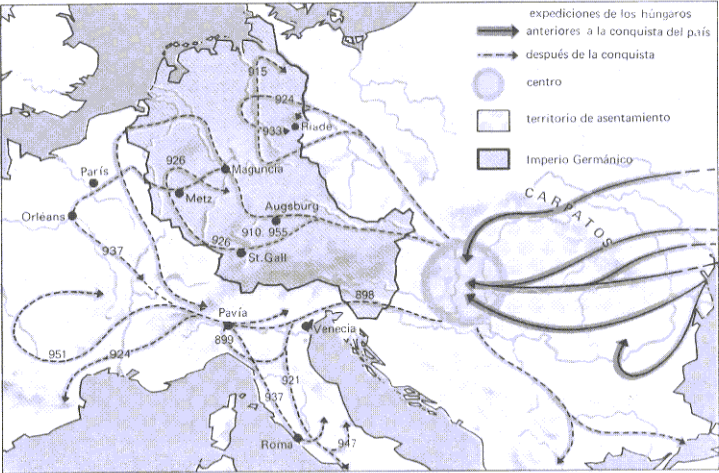 expediciones de los húngaros
anteriores a la conquista del país
después de la conquista
centro
territorio de asentamiento
Imperio Germánico
CARPATOS
915
924
933
Riade
926
París
Maguncia
Metz
Orléans
Augsburg
910 955
926
St.Gall
937
898
Pavía
899
Venecia
951
924
921
937
Roma
947